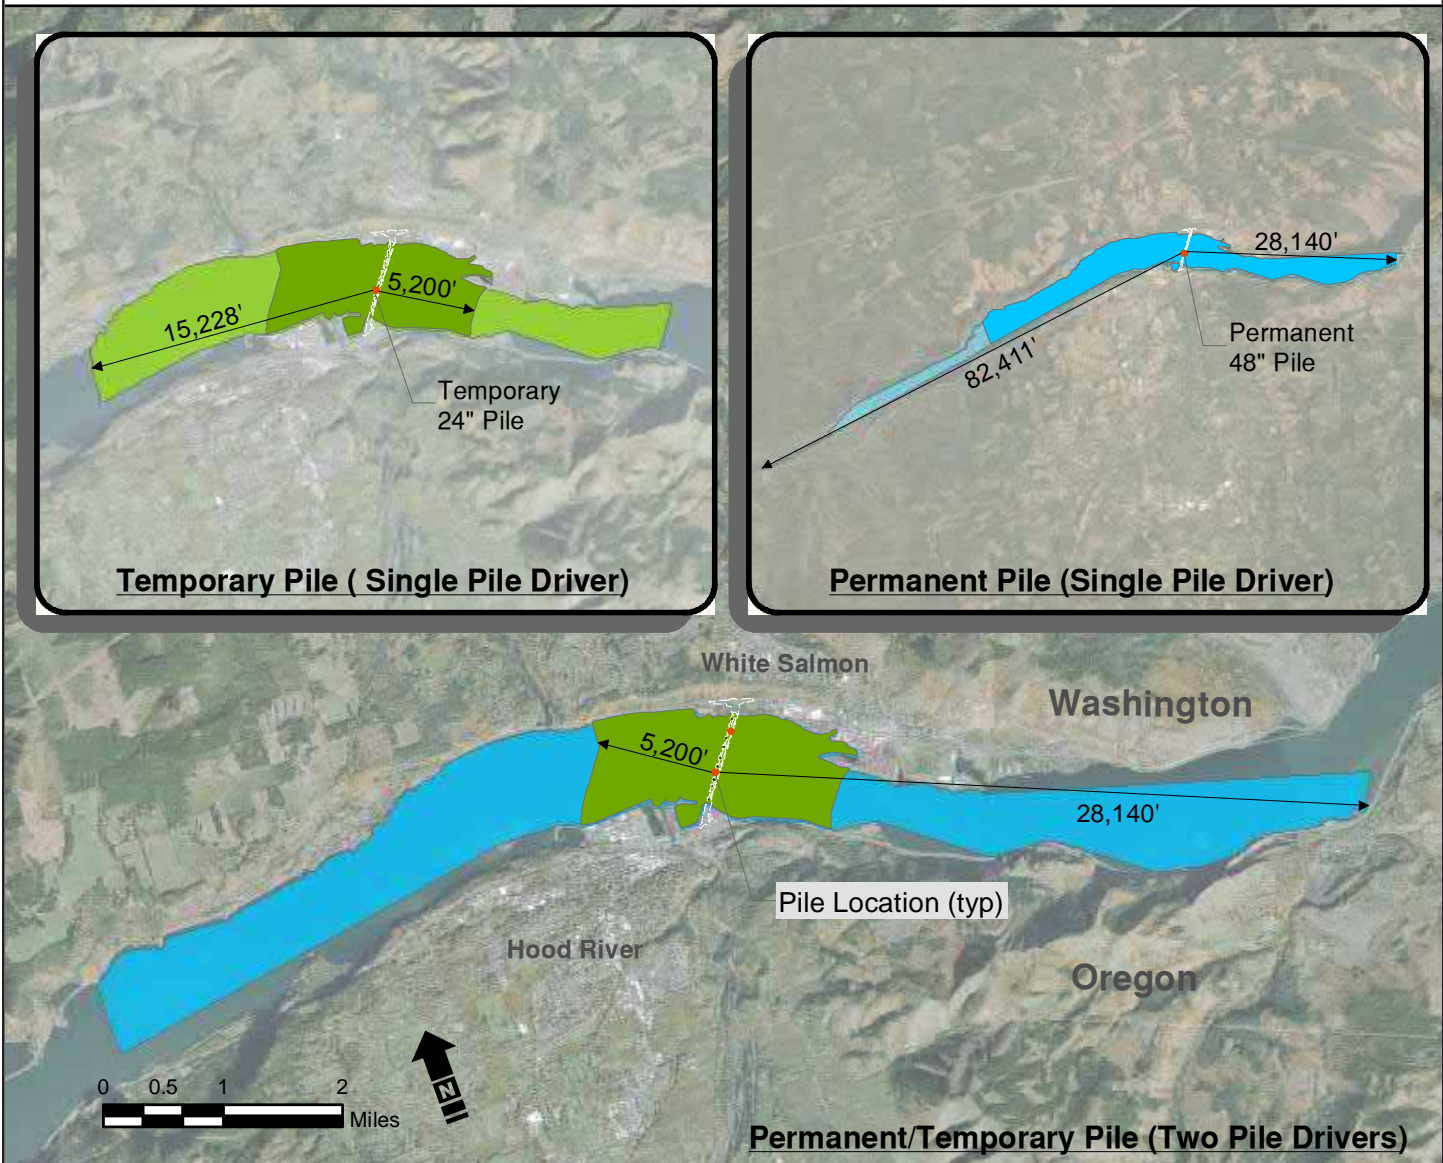 15,228'
5,200'
Temporary
24" Pile
Temporary Pile ( Single Pile Driver)
28,140'
82,411'
Permanent
48" Pile
Permanent Pile (Single Pile Driver)
White Salmon
Washington
5,200'
28,140'
Pile Location (typ)
Hood River
Oregon
N
0 0.5 1 2
Miles
Permanent/Temporary Pile (Two Pile Drivers)